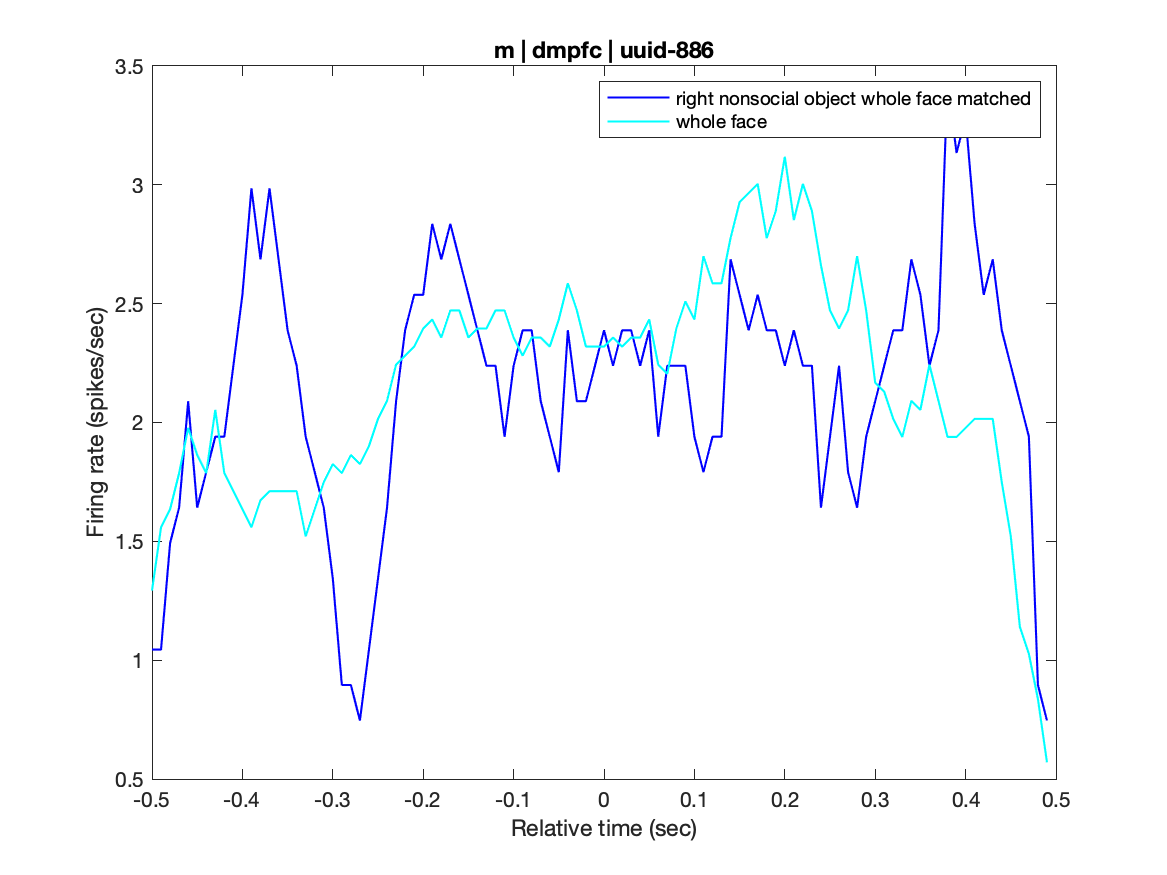 m | dmpfc | uuid-886
right nonsocial object whole face matched
whole face
Firing rate (spikes/sec)
3.5
3
2.5
2
1.5
1
0.5
-0.5 -0.4 -0.3 -0.2 -0.1 0 0.1 0.2 0.3 0.4 0.5
Relative time (sec)